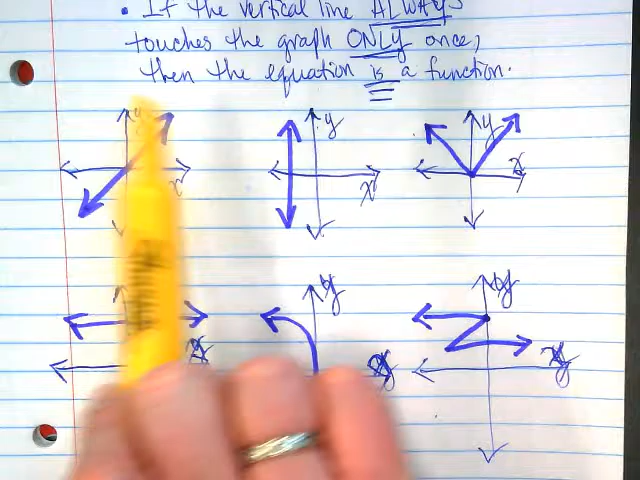 • If the vertical line ALWAYS
touches the graph ONLY once,
then the equation is a function.
y y y
x x x
y y